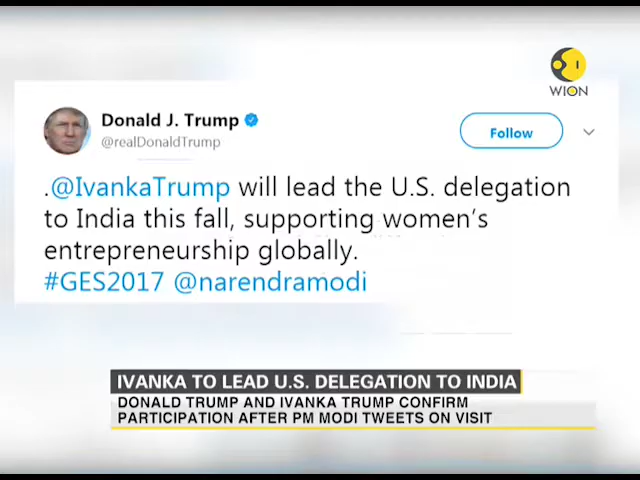 WION
Donald J. Trump
@realDonaldTrump
Follow
.@IvankaTrump will lead the U.S. delegation
to India this fall, supporting women's
entrepreneurship globally.
#GES2017 @narendramodi
IVANKA TO LEAD U.S. DELEGATION TO INDIA
DONALD TRUMP AND IVANKA TRUMP CONFIRM
PARTICIPATION AFTER PM MODI TWEETS ON VISIT